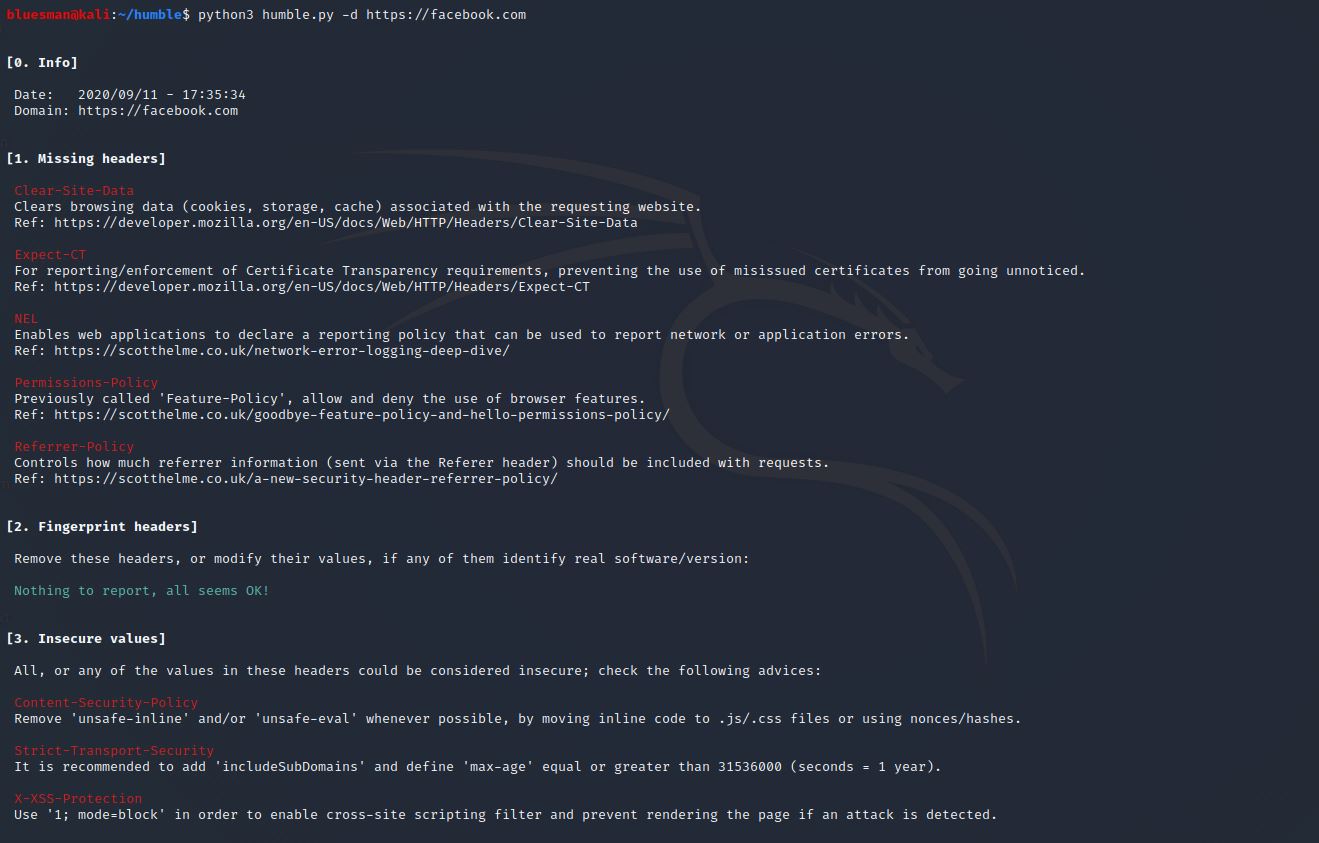 bluesman@kali:~/humble$ python3 humble.py -d https://facebook.com
[0. Info]
Date: 2020/09/11 - 17:35:34
Domain: https://facebook.com
[1. Missing headers]
Clear-Site-Data
Clears browsing data (cookies, storage, cache) associated with the requesting website.
Ref: https://developer.mozilla.org/en-US/docs/Web/HTTP/Headers/Clear-Site-Data
Expect-CT
For reporting/enforcement of Certificate Transparency requirements, preventing the use of misissued certificates from going unnoticed.
Ref: https://developer.mozilla.org/en-US/docs/Web/HTTP/Headers/Expect-CT
NEL
Enables web applications to declare a reporting policy that can be used to report network or application errors.
Ref: https://scotthelme.co.uk/network-error-logging-deep-dive/
Permissions-Policy
Previously called 'Feature-Policy', allow and deny the use of browser features.
Ref: https://scotthelme.co.uk/goodbye-feature-policy-and-hello-permissions-policy/
Referrer-Policy
Controls how much referrer information (sent via the Referer header) should be included with requests.
Ref: https://scotthelme.co.uk/a-new-security-header-referrer-policy/
[2. Fingerprint headers]
Remove these headers, or modify their values, if any of them identify real software/version:
Nothing to report, all seems OK!
[3. Insecure values]
All, or any of the values in these headers could be considered insecure; check the following advices:
Content-Security-Policy
Remove 'unsafe-inline' and/or 'unsafe-eval' whenever possible, by moving inline code to .js/.css files or using nonces/hashes.
Strict-Transport-Security
It is recommended to add 'includeSubDomains' and define 'max-age' equal or greater than 31536000 (seconds = 1 year).
X-XSS-Protection
Use '1; mode=block' in order to enable cross-site scripting filter and prevent rendering the page if an attack is detected.